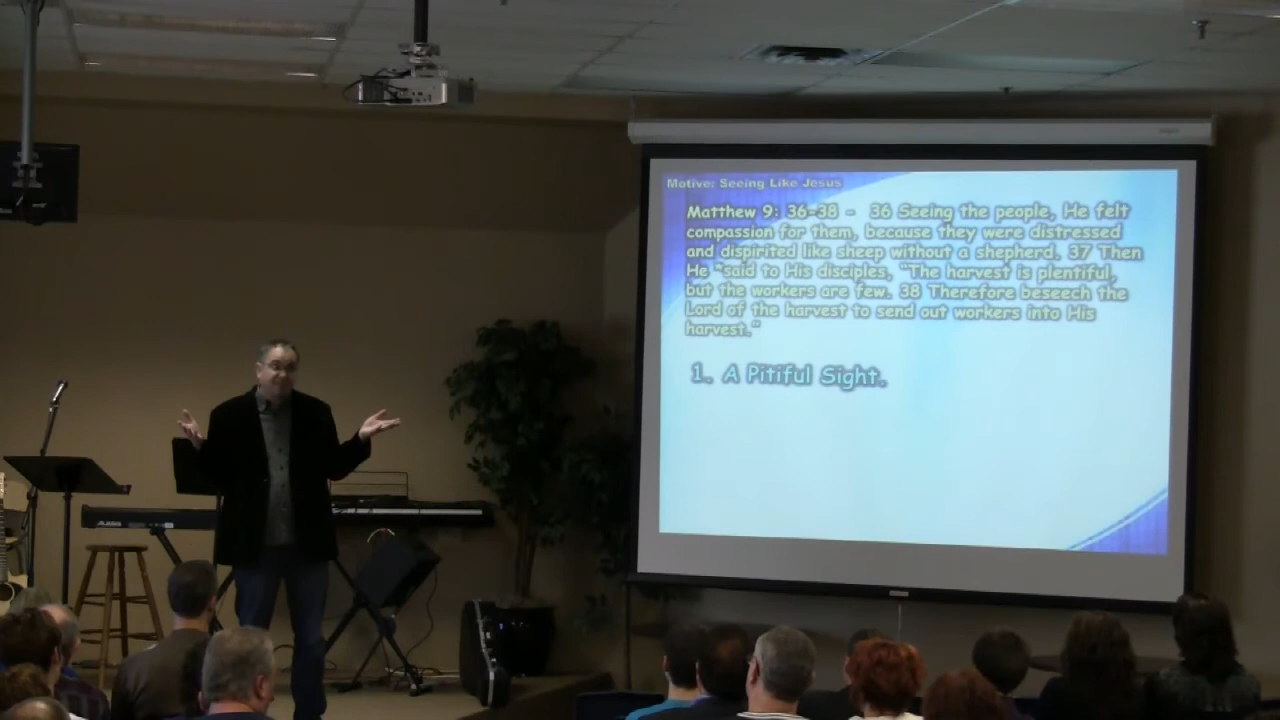 Motive: Seeing Like Jesus
Matthew 9: 36-38 - 36 Seeing the people, He felt
compassion for them, because they were distressed
and dispirited like sheep without a shepherd. 37 Then
He *said to His disciples, "The harvest is plentiful,
but the workers are few. 38 Therefore beseech the
Lord of the harvest to send out workers into His
harvest."
1. A Pitiful Sight.
ALESIS